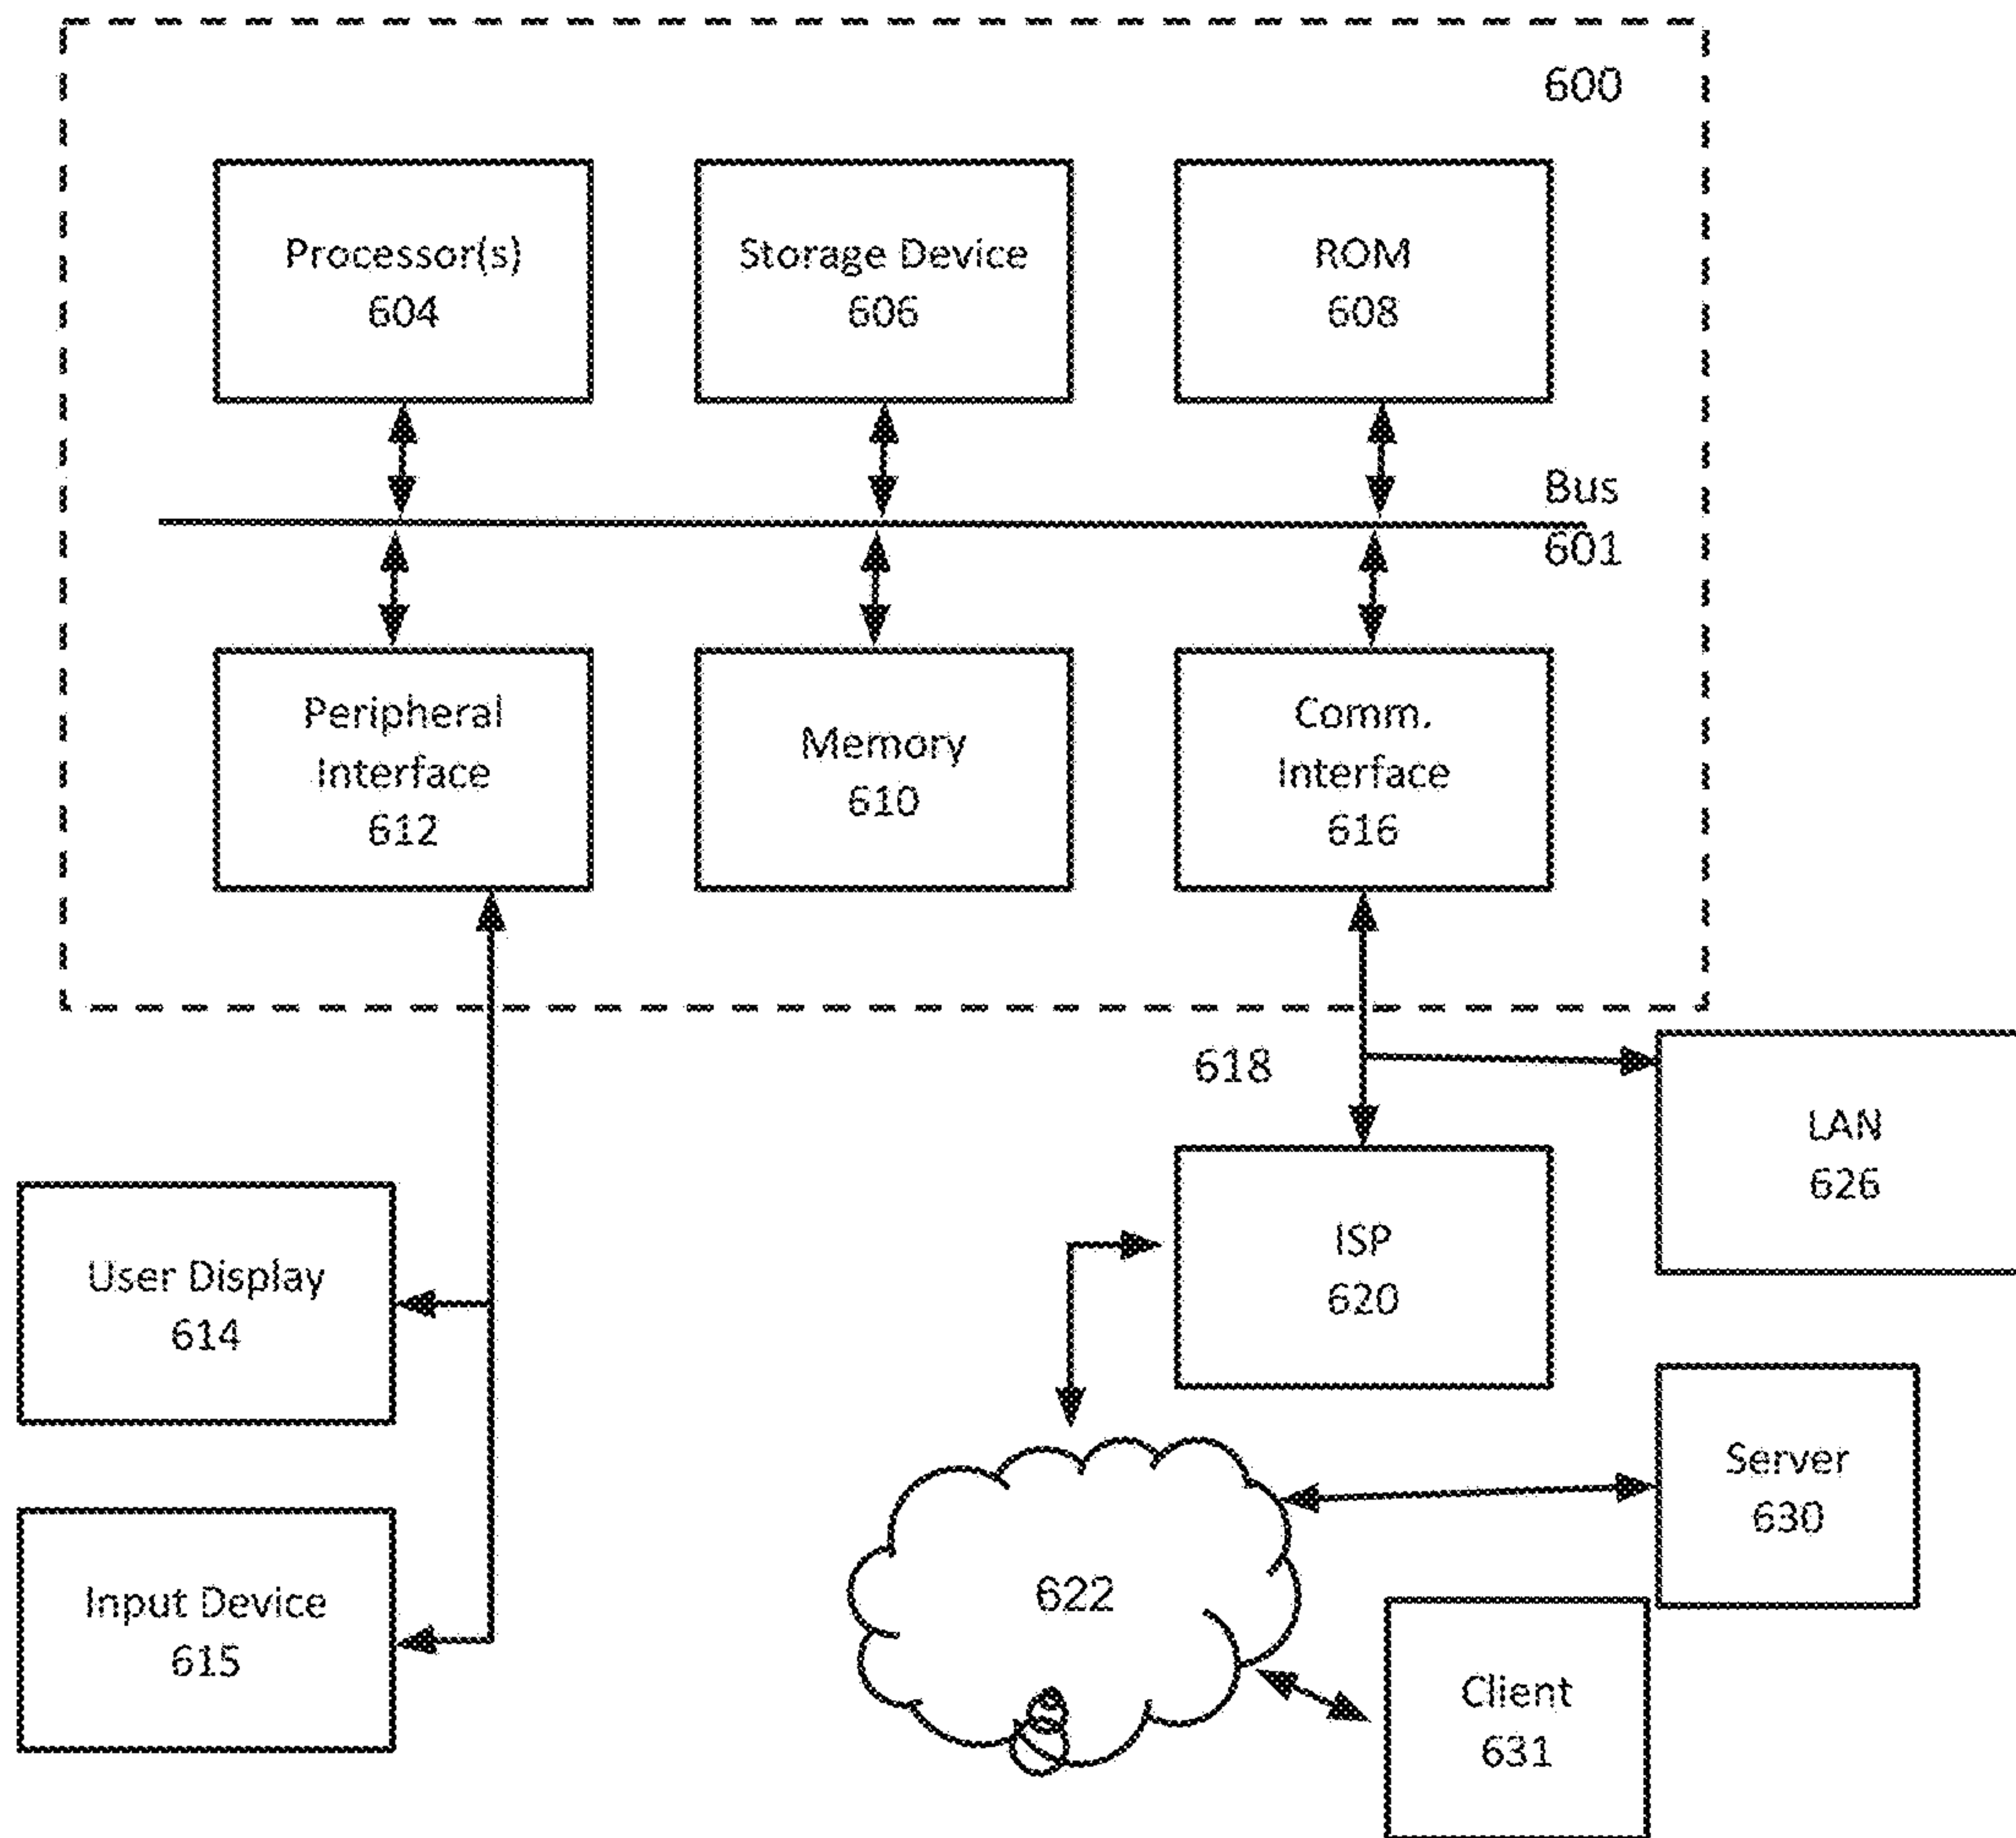 600
Processor(s)
604
Storage Device
606
ROM
608
Bus
601
Peripheral
Interface
612
Memory
610
Comm.
Interface
616
618
LAN
626
User Display
614
ISP
620
Server
630
Input Device
615
622
Client
631